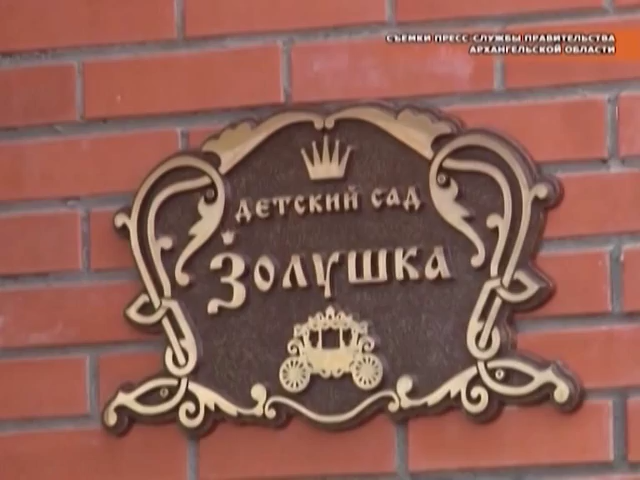 СЪЕМКИ ПРЕСС СЛУЖБЫ ПРАВИТЕЛЬСТВА
АРХАНГЕЛЬСКОЙ ОБЛАСТИ
ДЕТСКИЙ САД
ЗОЛУШКА